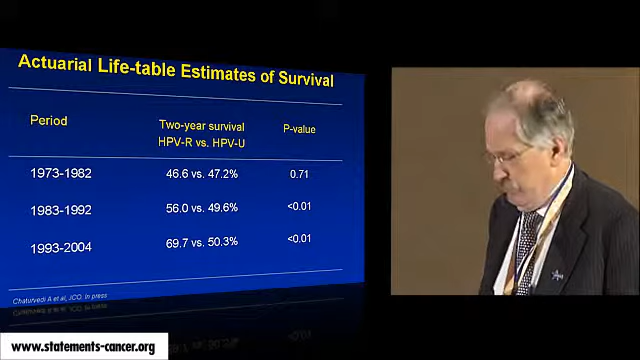 Actuarial Life-table Estimates of Survival
Period
Two-year survival
HPV-R vs. HPV-U
P-value
1973-1982
46.6 vs. 47.2%
0.71
1983-1992
56.0 vs. 49.6%
<0.01
1993-2004
69.7 vs. 50.3%
<0.01
Chaturvedi A et al, JCO. In press
www.statements-cancer.org